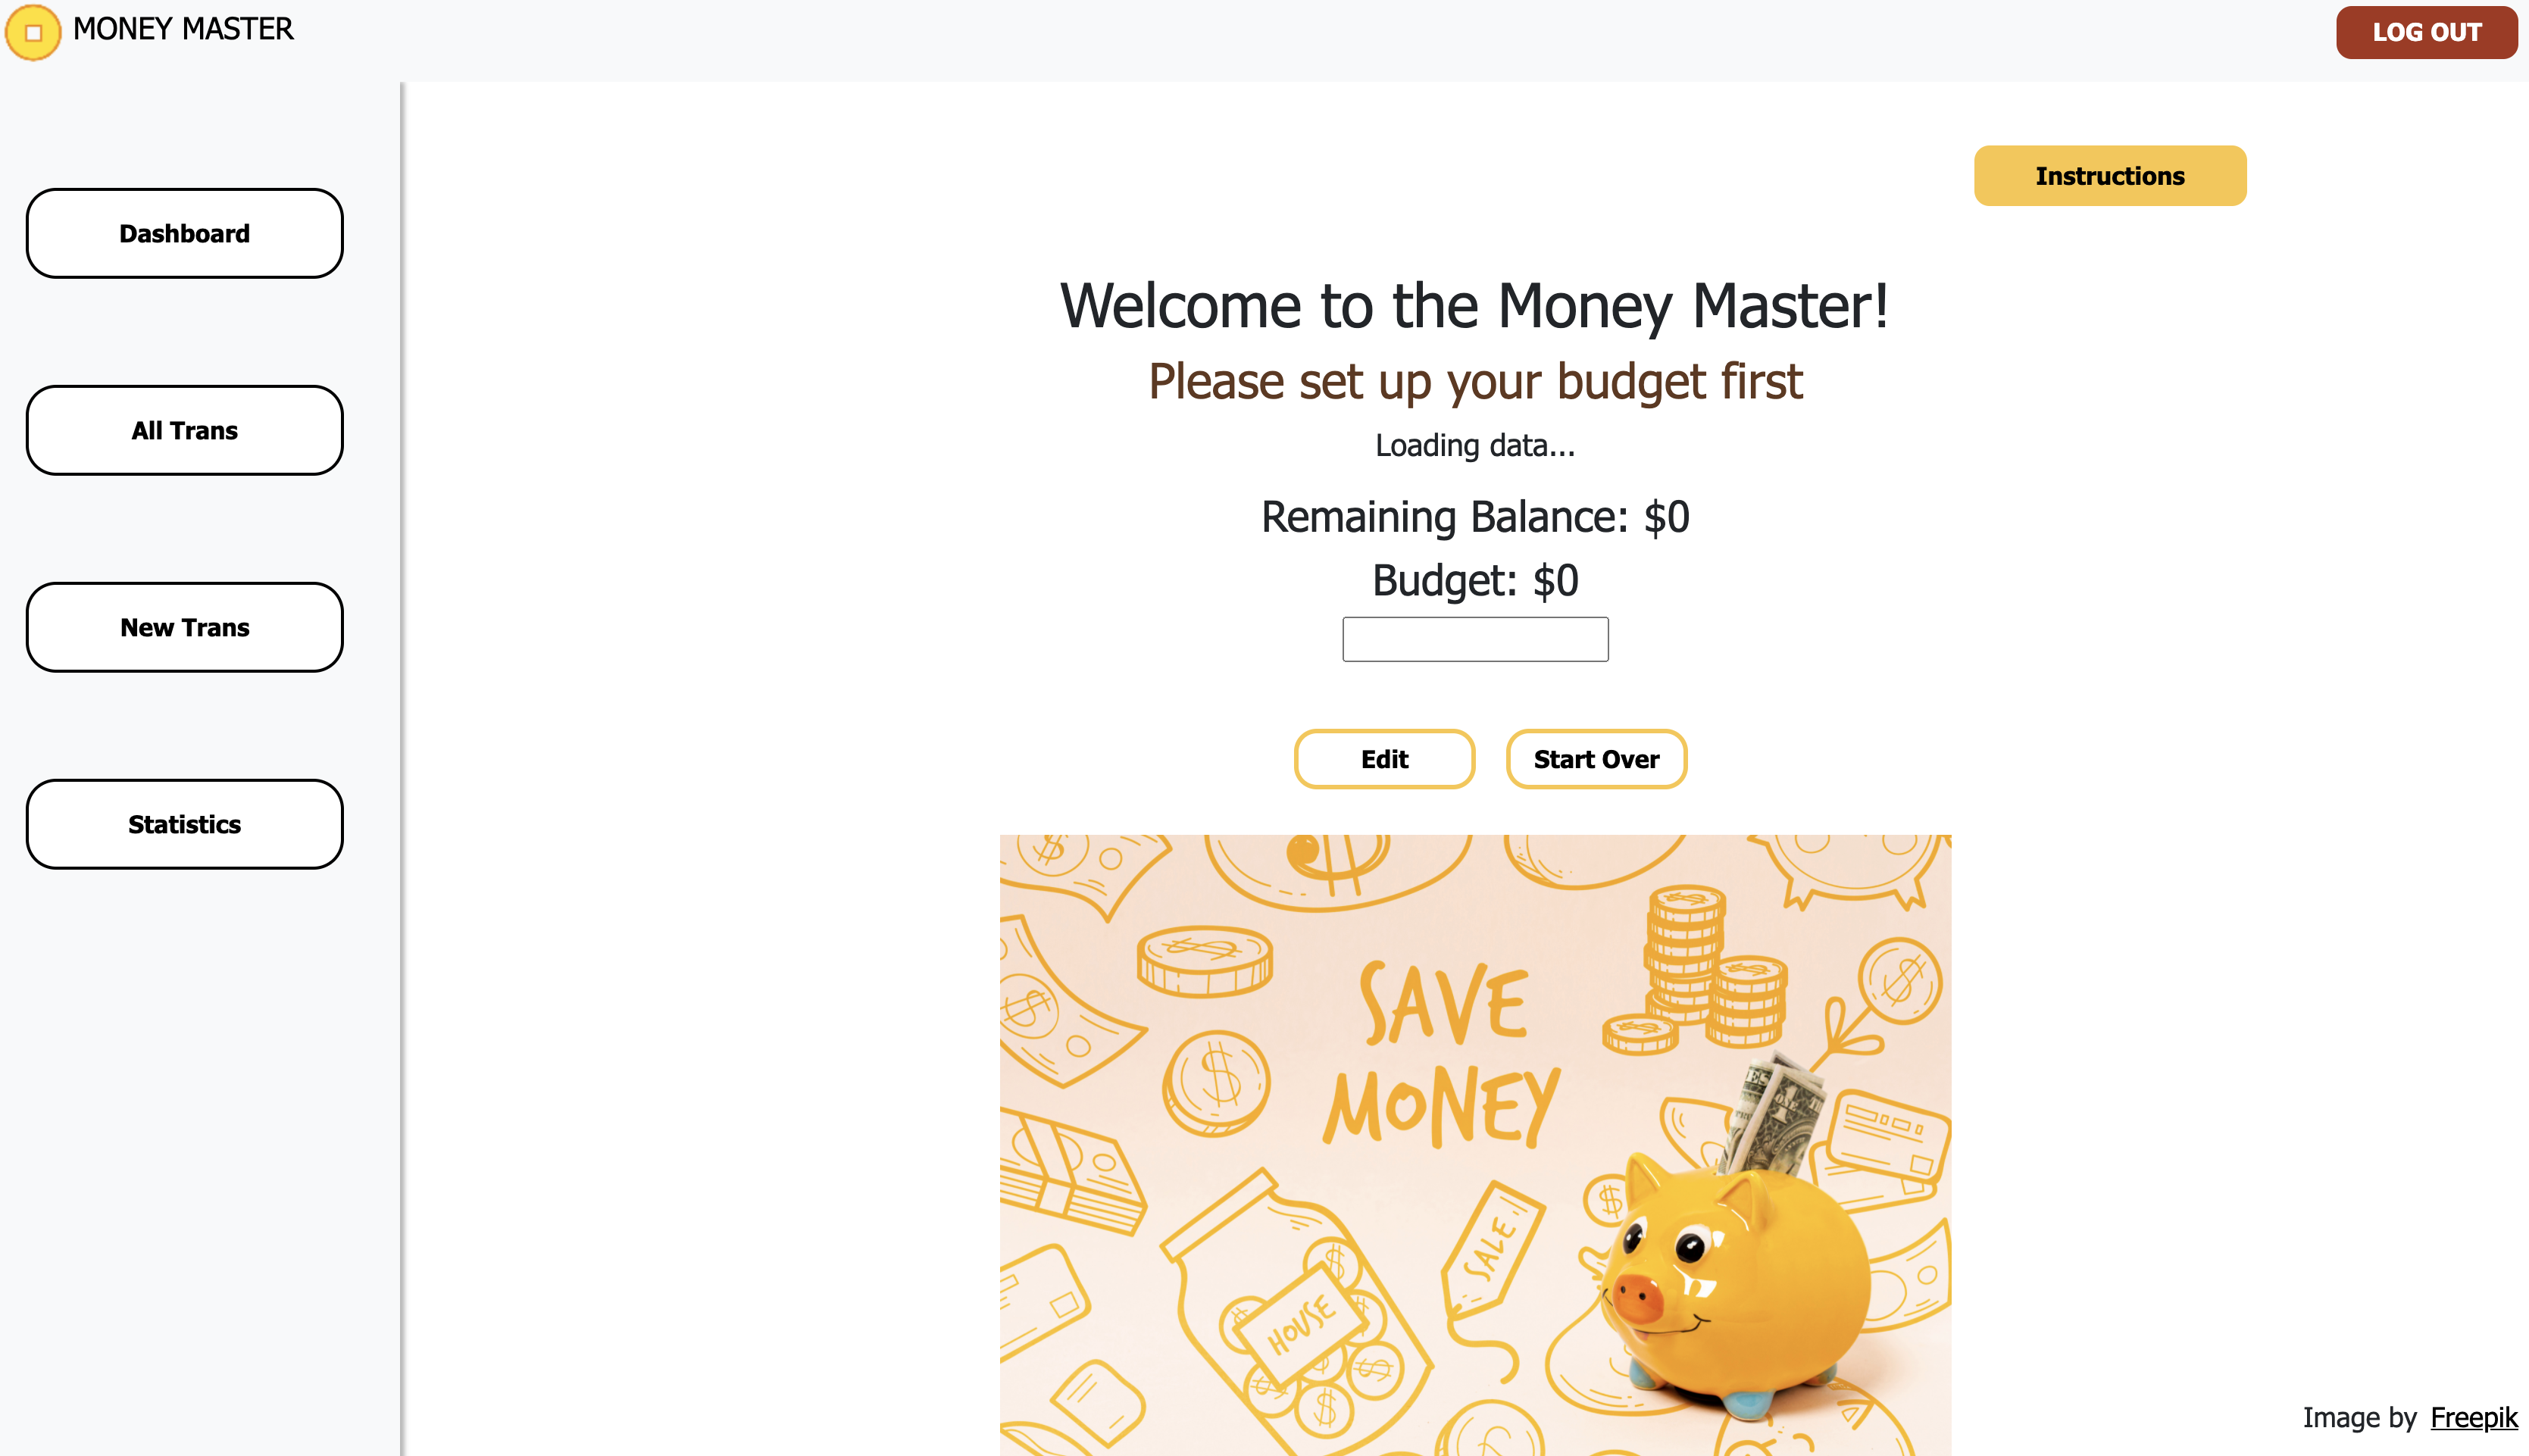 MONEY MASTER
LOG OUT
Instructions
Dashboard
All Trans
New Trans
Statistics
Welcome to the Money Master!
Please set up your budget first
Loading data...
Remaining Balance: $0
Budget: $0
Edit
Start Over
SAVE
MONEY
SALE
HOUSE
Image by Freepik